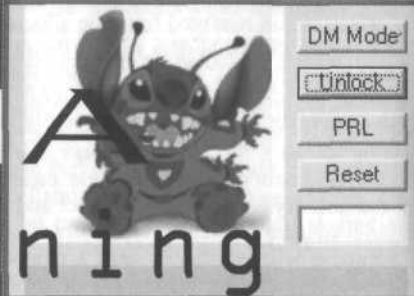 DM Mode
Unlock
PRL
Reset
A
ning